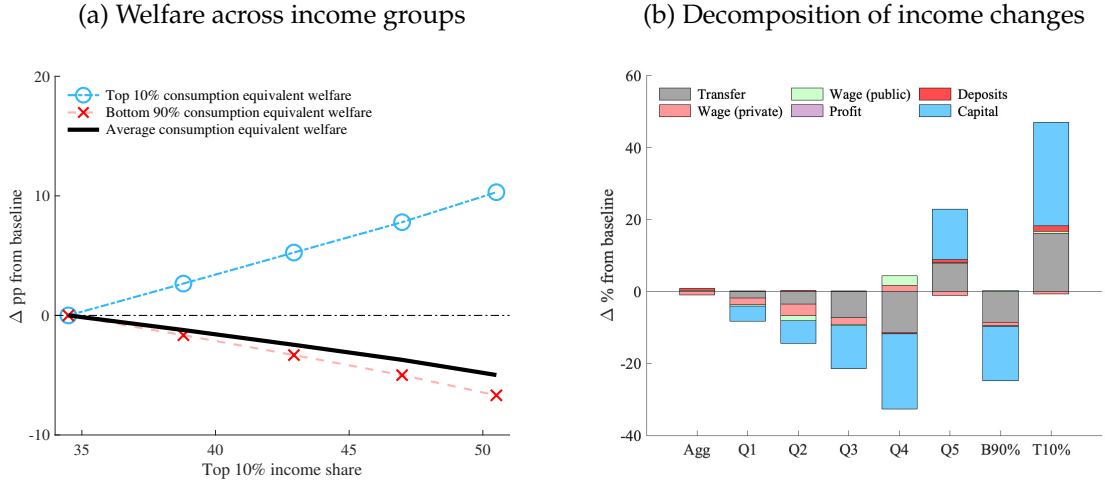 (a) Welfare across income groups
Δ pp from baseline
20
10
0
-10
Top 10% consumption equivalent welfare
Bottom 90% consumption equivalent welfare
Average consumption equivalent welfare
35
40
45
50
Top 10% income share
(b) Decomposition of income changes
Δ % from baseline
60
40
20
0
-20
-40
Transfer
Wage (private)
Wage (public)
Profit
Deposits
Capital
Agg
Q1
Q2
Q3
Q4
Q5
B90%
T10%